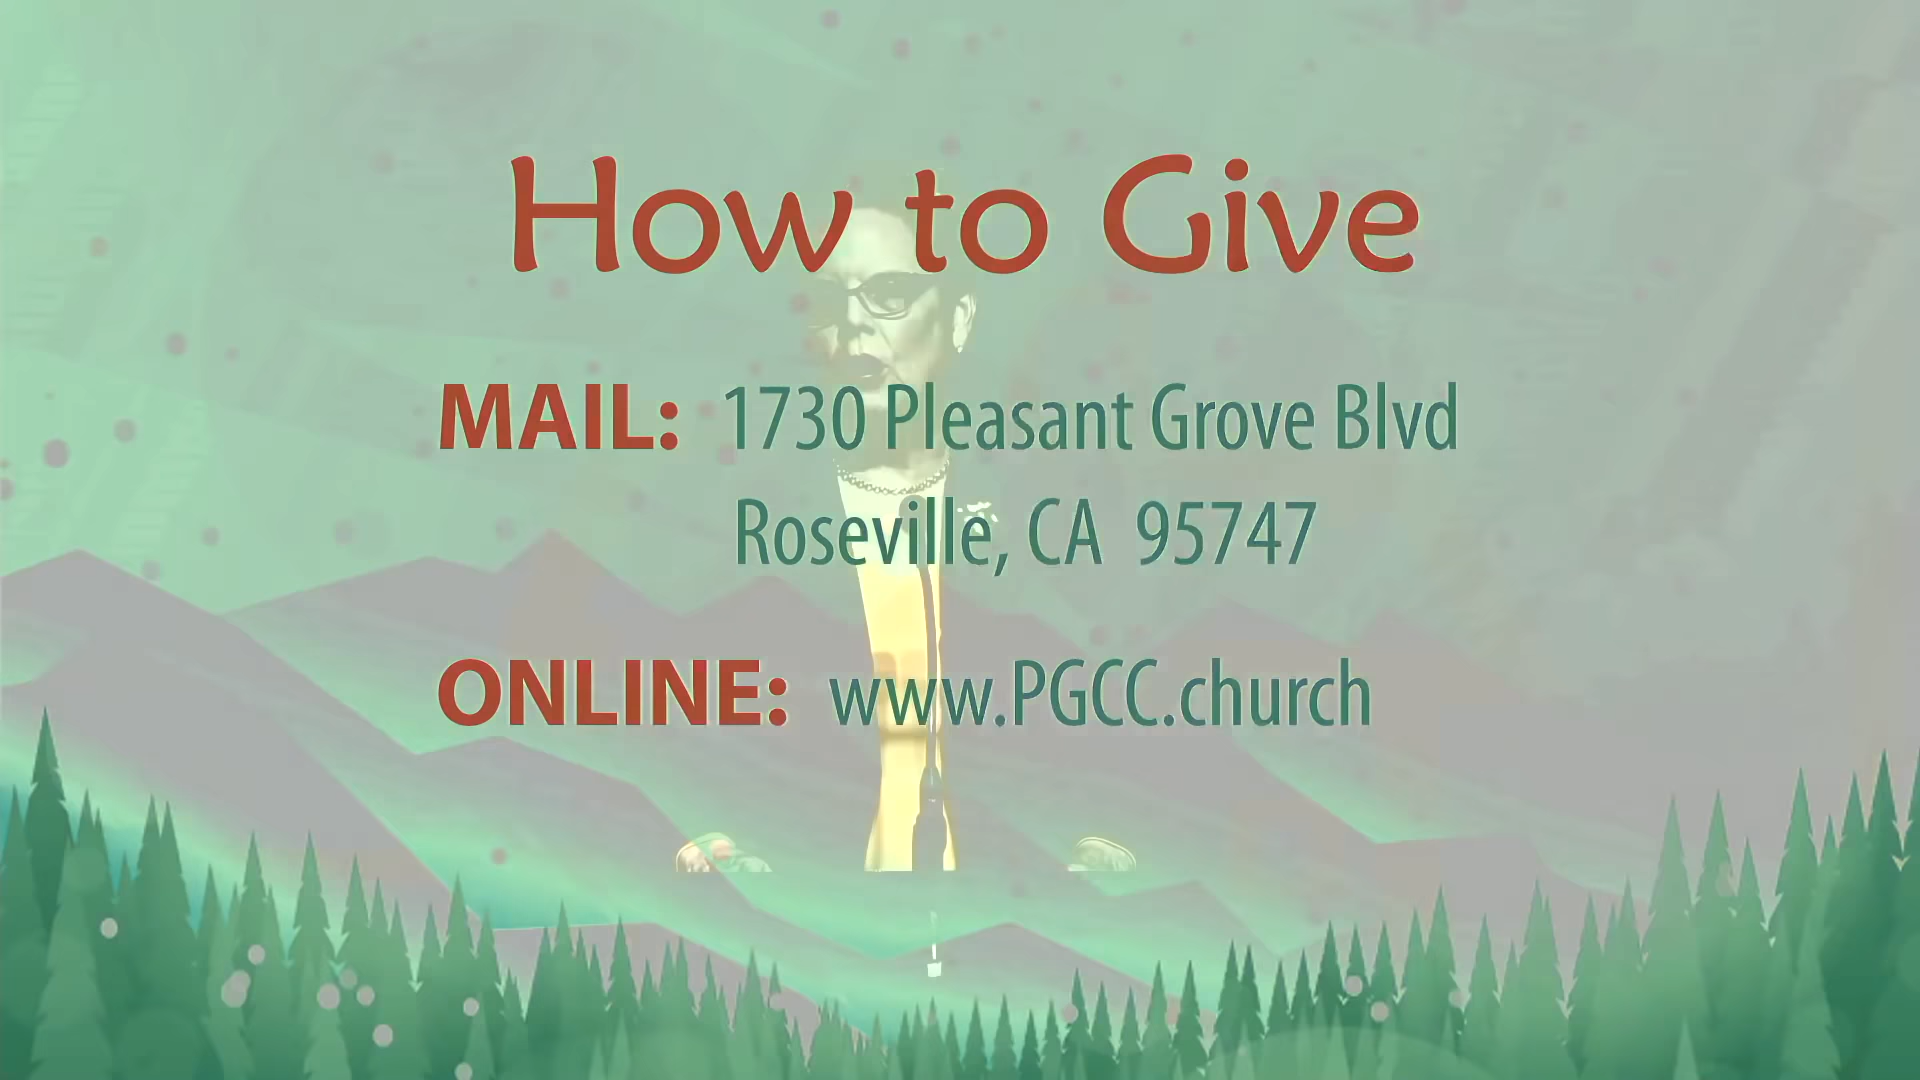 How to Give
MAIL: 1730 Pleasant Grove Blvd
Roseville, CA 95747
ONLINE: www.PGCC.church